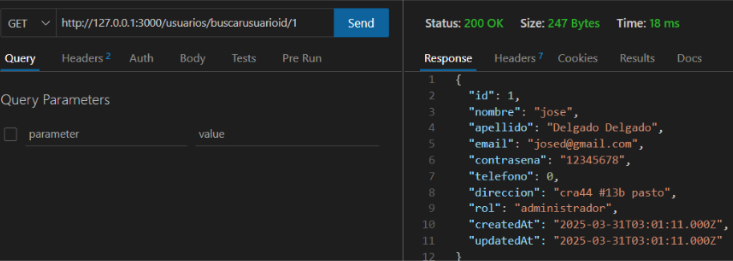 GET http://127.0.0.1:3000/usuarios/buscarusuarioid/1 Send
Query Headers 2 Auth Body Tests Pre Run
Query Parameters
parameter value
Status: 200 OK Size: 247 Bytes Time: 18 ms
Response Headers 7 Cookies Results Docs
1 {
2 "id": 1,
3 "nombre": "jose",
4 "apellido": "Delgado Delgado",
5 "email": "josed@gmail.com",
6 "contrasena": "12345678",
7 "telefono": 0,
8 "direccion": "cra44 #13b pasto",
9 "rol": "administrador",
10 "createdAt": "2025-03-31T03:01:11.000Z",
11 "updatedAt": "2025-03-31T03:01:11.000Z"
12 }